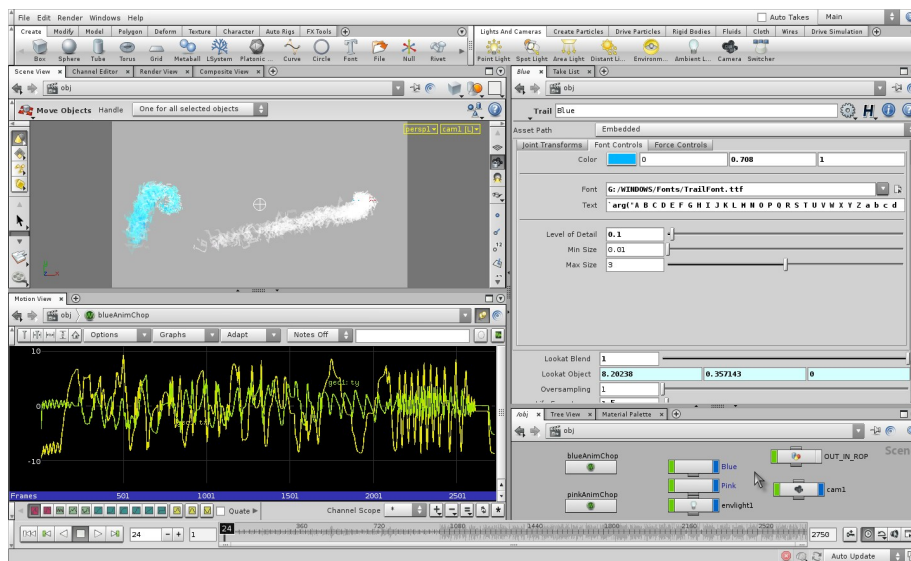 File Edit Render Windows Help
Auto Takes Main
Create Modify Model Polygon Deform Texture Character Auto Rigs FX Tools
Lights And Cameras Create Particles Drive Particles Rigid Bodies Fluids Cloth Wires Drive Simulation
Box Sphere Tube Torus Grid Metaball LSystem Platonic ... Curve Circle Font File Null Rivet
Point Light Spot Light Area Light Distant Li... Environm... Ambient L... Camera Switcher
Scene View Channel Editor Render View Composite View
Blue Take List
obj
obj
Move Objects Handle One for all selected objects
Trail Blue
persp1 cam1 [L]
Asset Path Embedded
Joint Transforms Font Controls Force Controls
Color 0 0.708 1
Font G:/WINDOWS/Fonts/TrailFont.ttf
Text `arg("A B C D E F G H I J K L M N O P Q R S T U V W X Y Z a b c d
Level of Detail 0.1
Min Size 0.01
Max Size 3
Motion View
obj blueAnimChop
Options Graphs Adapt Notes Off
Lookat Blend 1
Lookat Object 8.20238 0.357143 0
Oversampling 1
10
geo1: ty
0
-10
/obj Tree View Material Palette
obj
blueAnimChop
Blue
OUT_IN_ROP
Scen
Pink
pinkAnimChop
cam1
envlight1
Frames 501 1001 1501 2001 2501
Quate Channel Scope *
24 1 24 360 720 1080 1440 1800 2160 2520 2750
Auto Update